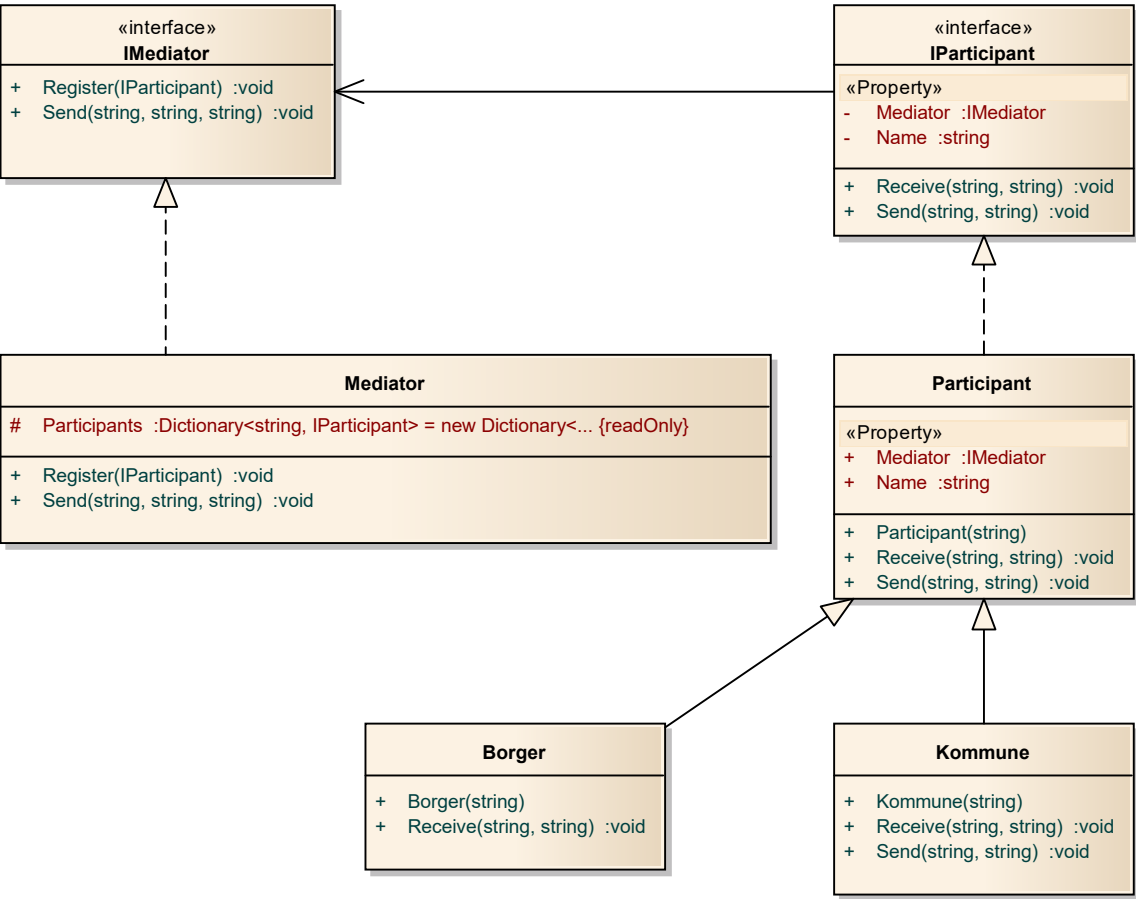 «interface»
IMediator
+ Register(IParticipant) :void
+ Send(string, string, string) :void
«interface»
IParticipant
«Property»
- Mediator :IMediator
- Name :string
+ Receive(string, string) :void
+ Send(string, string) :void
Mediator
# Participants :Dictionary<string, IParticipant> = new Dictionary<... {readOnly}
+ Register(IParticipant) :void
+ Send(string, string, string) :void
Participant
«Property»
+ Mediator :IMediator
+ Name :string
+ Participant(string)
+ Receive(string, string) :void
+ Send(string, string) :void
Borger
+ Borger(string)
+ Receive(string, string) :void
Kommune
+ Kommune(string)
+ Receive(string, string) :void
+ Send(string, string) :void